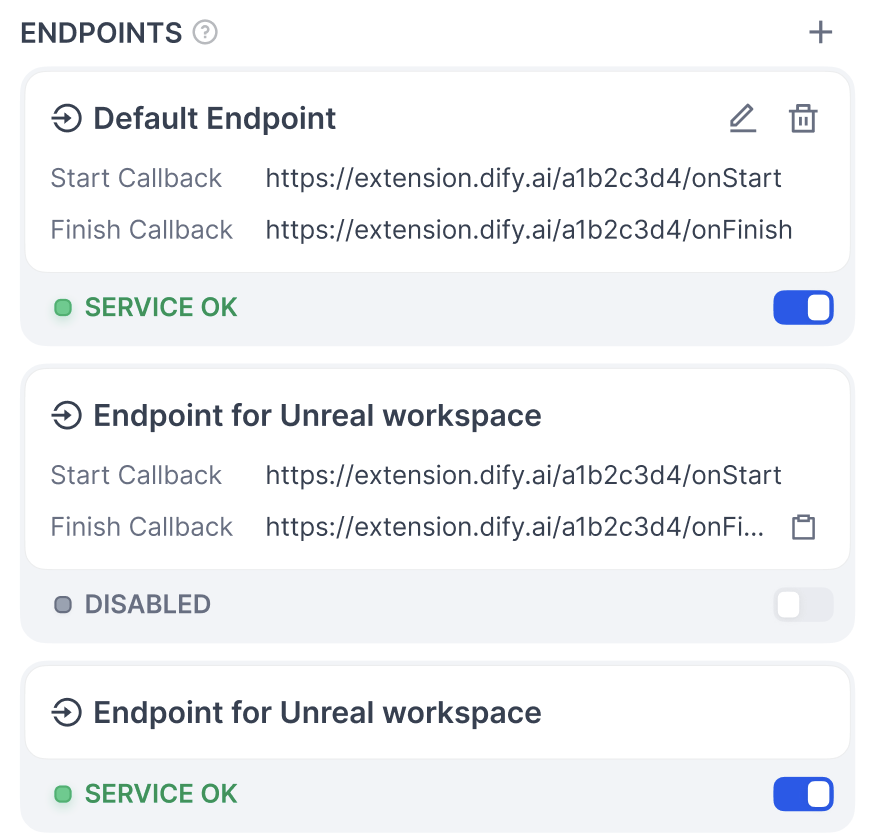 ENDPOINTS ?
Default Endpoint
Start Callback https://extension.dify.ai/a1b2c3d4/onStart
Finish Callback https://extension.dify.ai/a1b2c3d4/onFinish
SERVICE OK
Endpoint for Unreal workspace
Start Callback https://extension.dify.ai/a1b2c3d4/onStart
Finish Callback https://extension.dify.ai/a1b2c3d4/onFi...
DISABLED
Endpoint for Unreal workspace
SERVICE OK